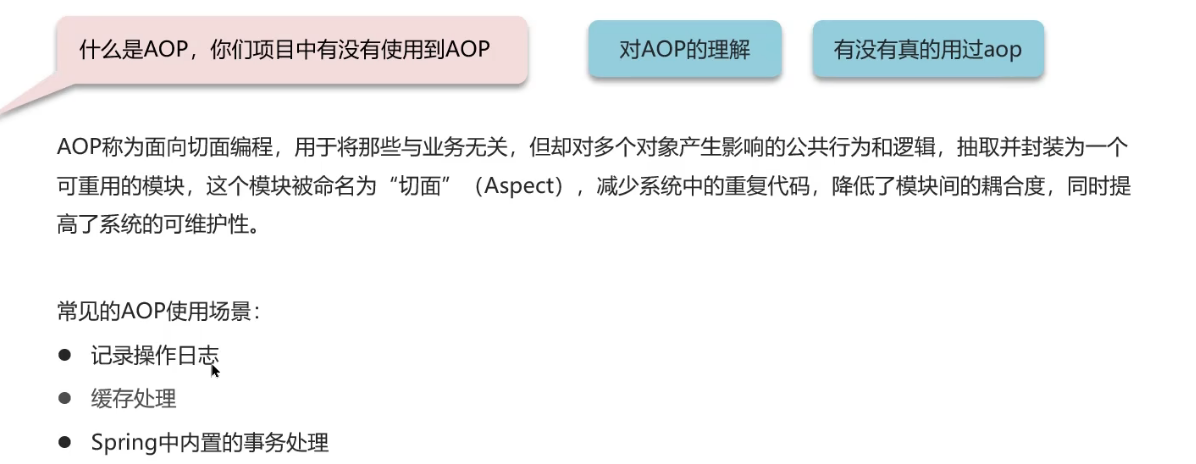 什么是AOP，你们项目中有没有使用到AOP
对AOP的理解
有没有真的用过aop
AOP称为面向切面编程，用于将那些与业务无关，但却对多个对象产生影响的公共行为和逻辑，抽取并封装为一个
可重用的模块，这个模块被命名为“切面”（Aspect），减少系统中的重复代码，降低了模块间的耦合度，同时提
高了系统的可维护性。
常见的AOP使用场景：
● 记录操作日志
● 缓存处理
● Spring中内置的事务处理